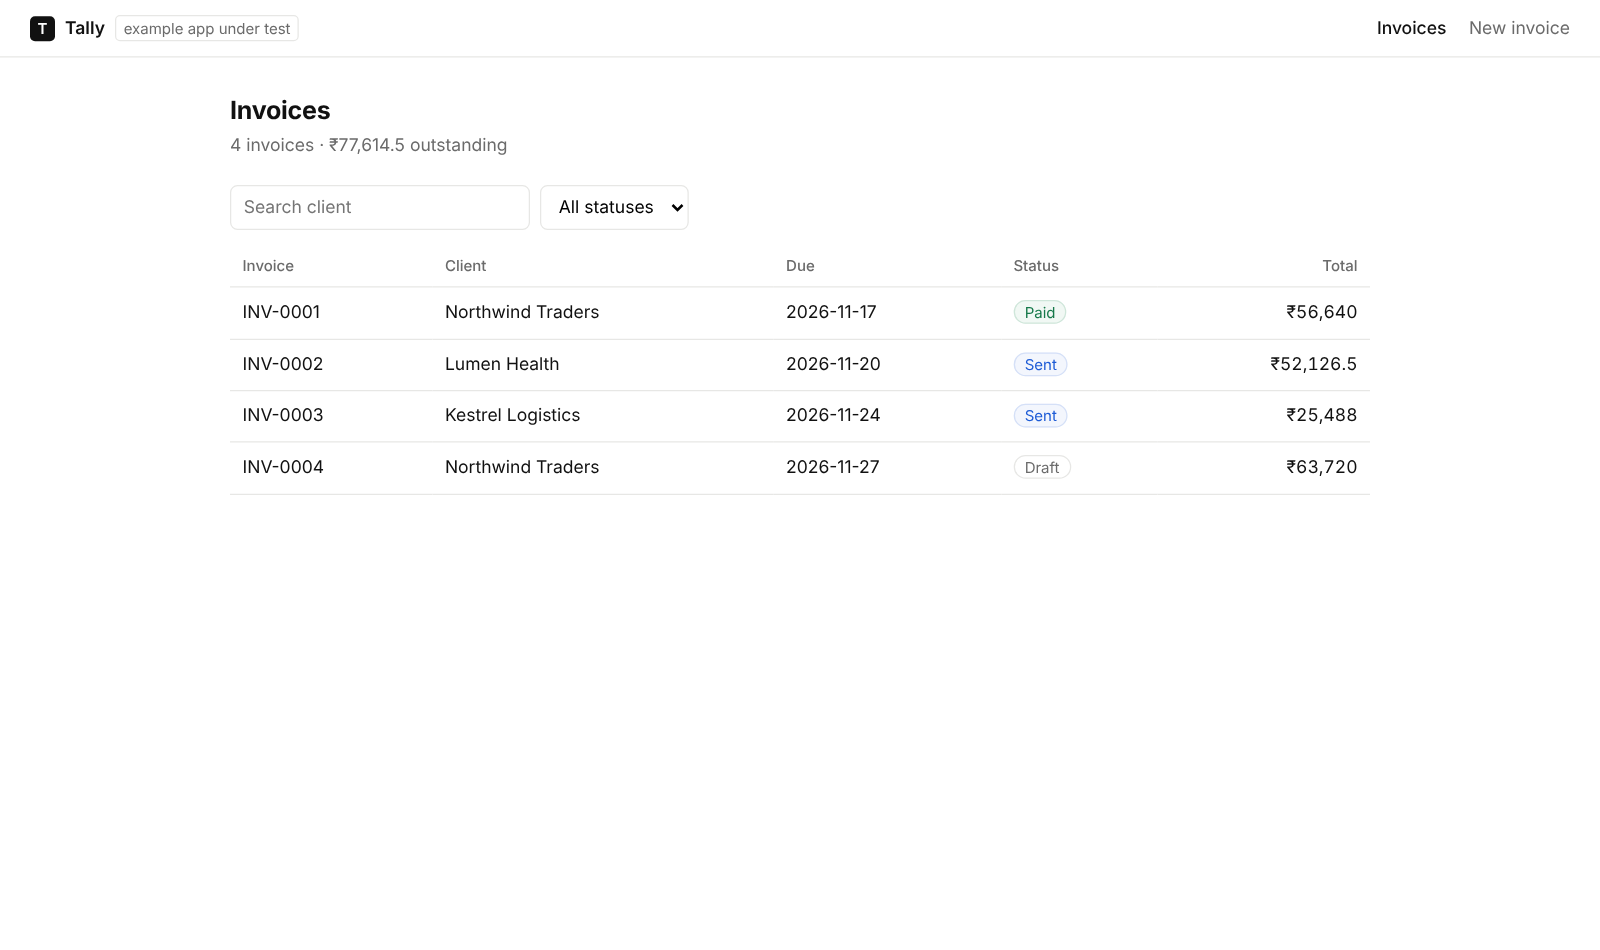 T Tally example app under test Invoices New invoice
Invoices
4 invoices · ₹77,614.5 outstanding
Search client All statuses
Invoice Client Due Status Total
INV-0001 Northwind Traders 2026-11-17 Paid ₹56,640
INV-0002 Lumen Health 2026-11-20 Sent ₹52,126.5
INV-0003 Kestrel Logistics 2026-11-24 Sent ₹25,488
INV-0004 Northwind Traders 2026-11-27 Draft ₹63,720